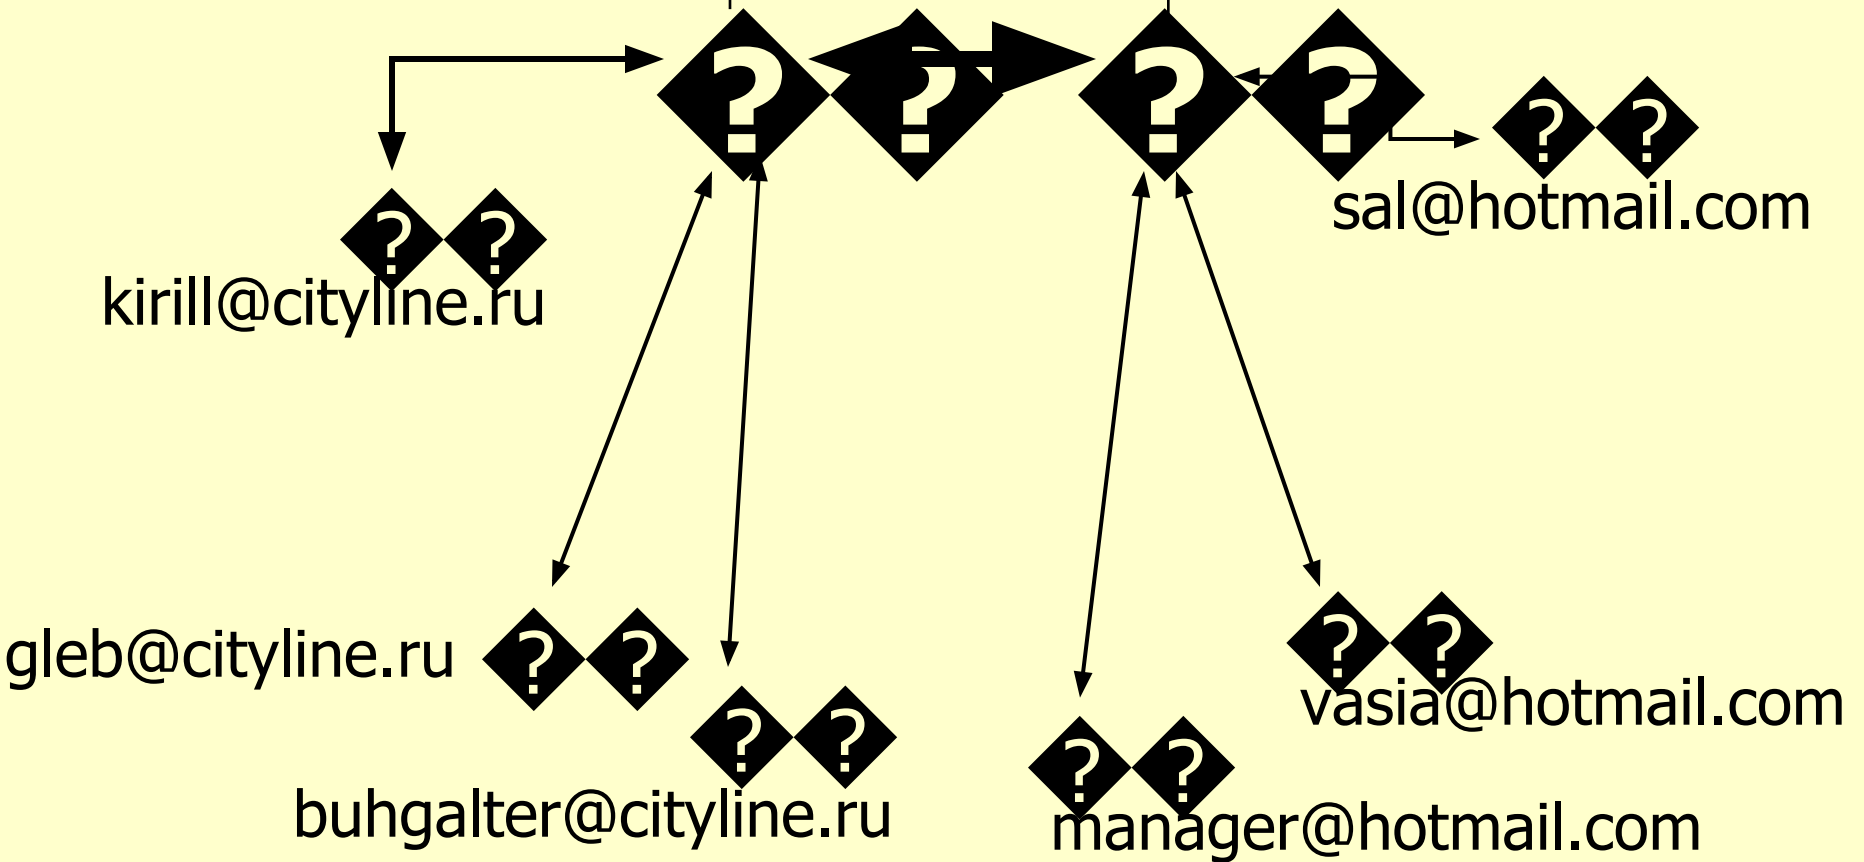 ��
��
��
sal@hotmail.com
��
kirill@cityline.ru
gleb@cityline.ru ��
��
vasia@hotmail.com
��
buhgalter@cityline.ru
��
manager@hotmail.com